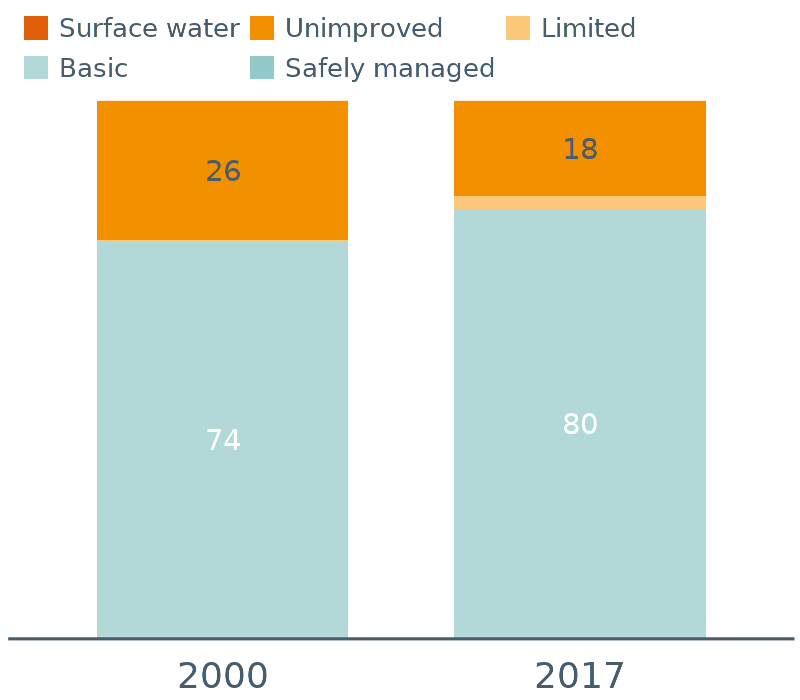 Surface water Unimproved Limited
Basic Safely managed
26 18
74 80
2000 2017